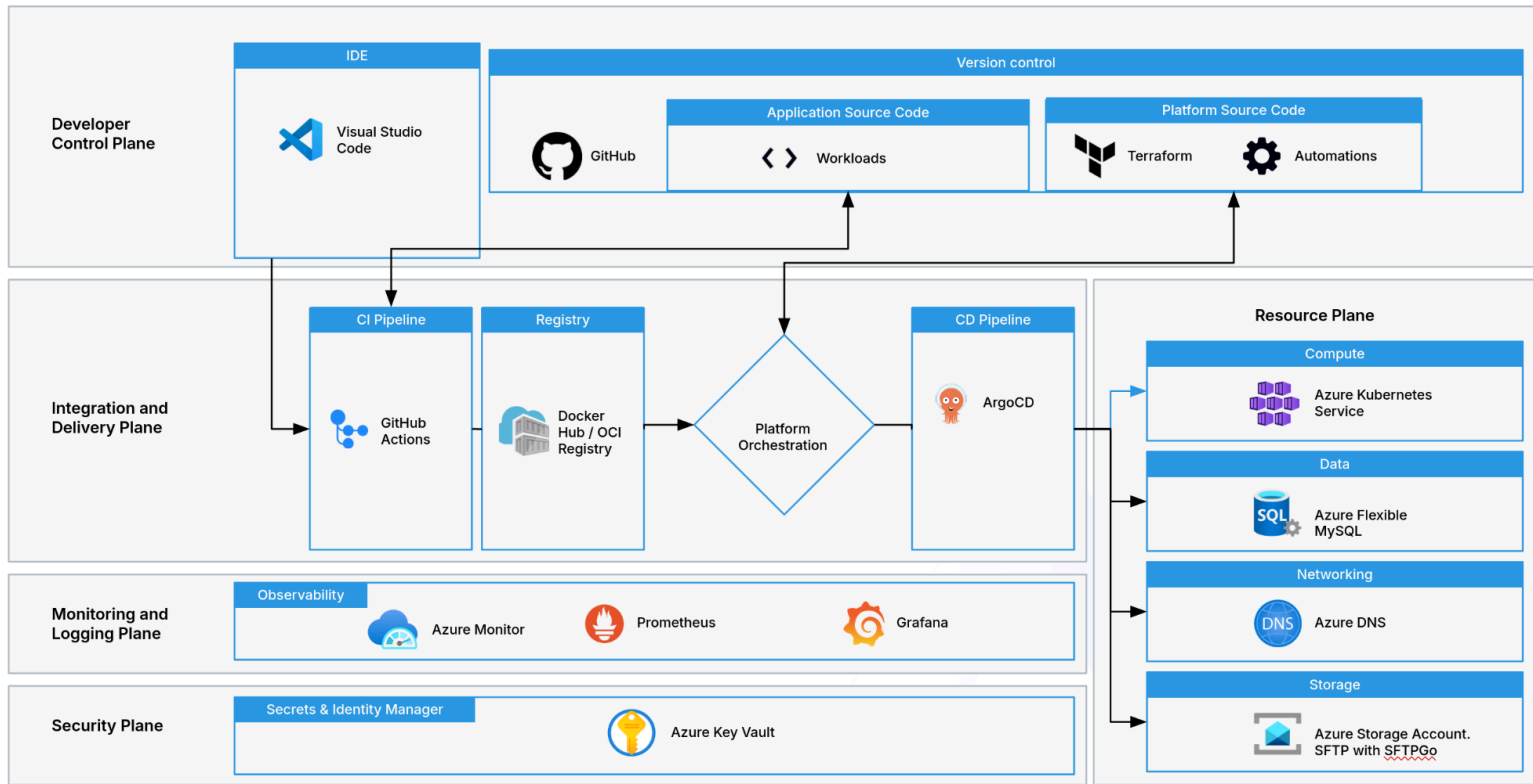 Developer
Control Plane
IDE
Visual Studio
Code
Version control
GitHub
Application Source Code
Workloads
Platform Source Code
Terraform
Automations
Integration and
Delivery Plane
CI Pipeline
GitHub
Actions
Registry
Docker
Hub / OCI
Registry
Platform
Orchestration
CD Pipeline
ArgoCD
Resource Plane
Compute
Azure Kubernetes
Service
Data
SQL
Azure Flexible
MySQL
Networking
DNS
Azure DNS
Storage
Azure Storage Account.
SFTP with SFTPGo
Monitoring and
Logging Plane
Observability
Azure Monitor
Prometheus
Grafana
Security Plane
Secrets & Identity Manager
Azure Key Vault